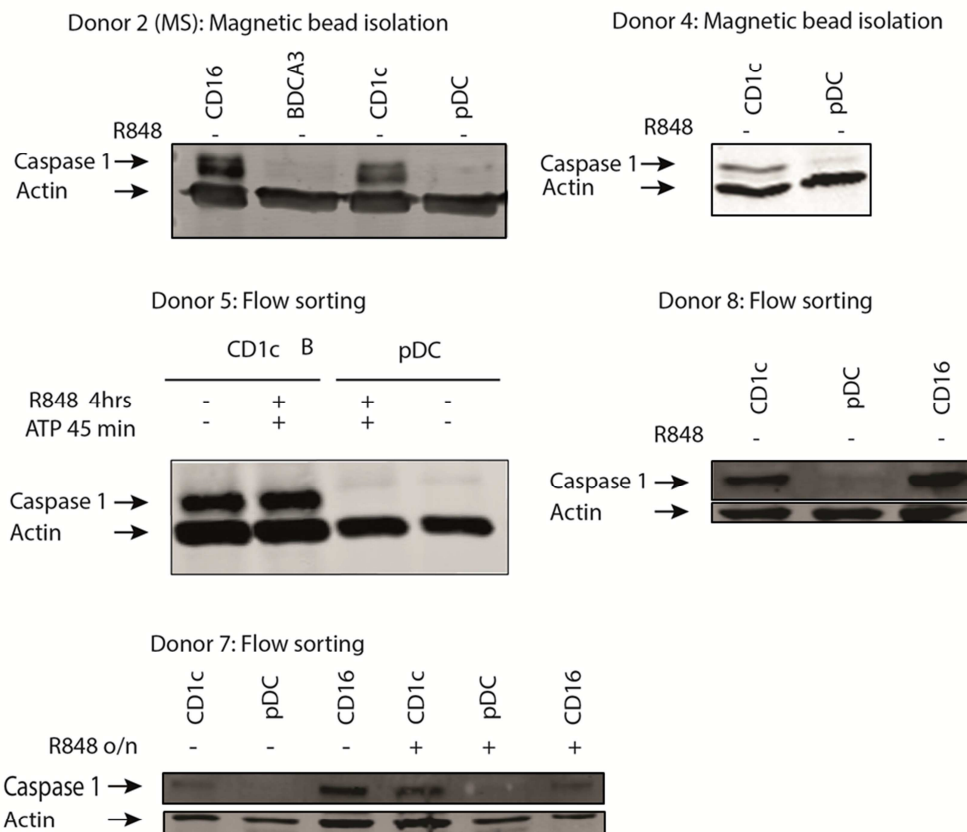 Donor 2 (MS): Magnetic bead isolation
CD16 BDCA3 CD1c pDC
R848 - - - -
Caspase 1
Actin
Donor 4: Magnetic bead isolation
CD1c pDC
R848 - -
Caspase 1
Actin
Donor 5: Flow sorting
CD1c B pDC
R848 4hrs - + + -
ATP 45 min - + + -
Caspase 1
Actin
Donor 8: Flow sorting
CD1c pDC CD16
R848 - - -
Caspase 1
Actin
Donor 7: Flow sorting
CD1c pDC CD16 CD1c pDC CD16
R848 o/n - - - + + +
Caspase 1
Actin